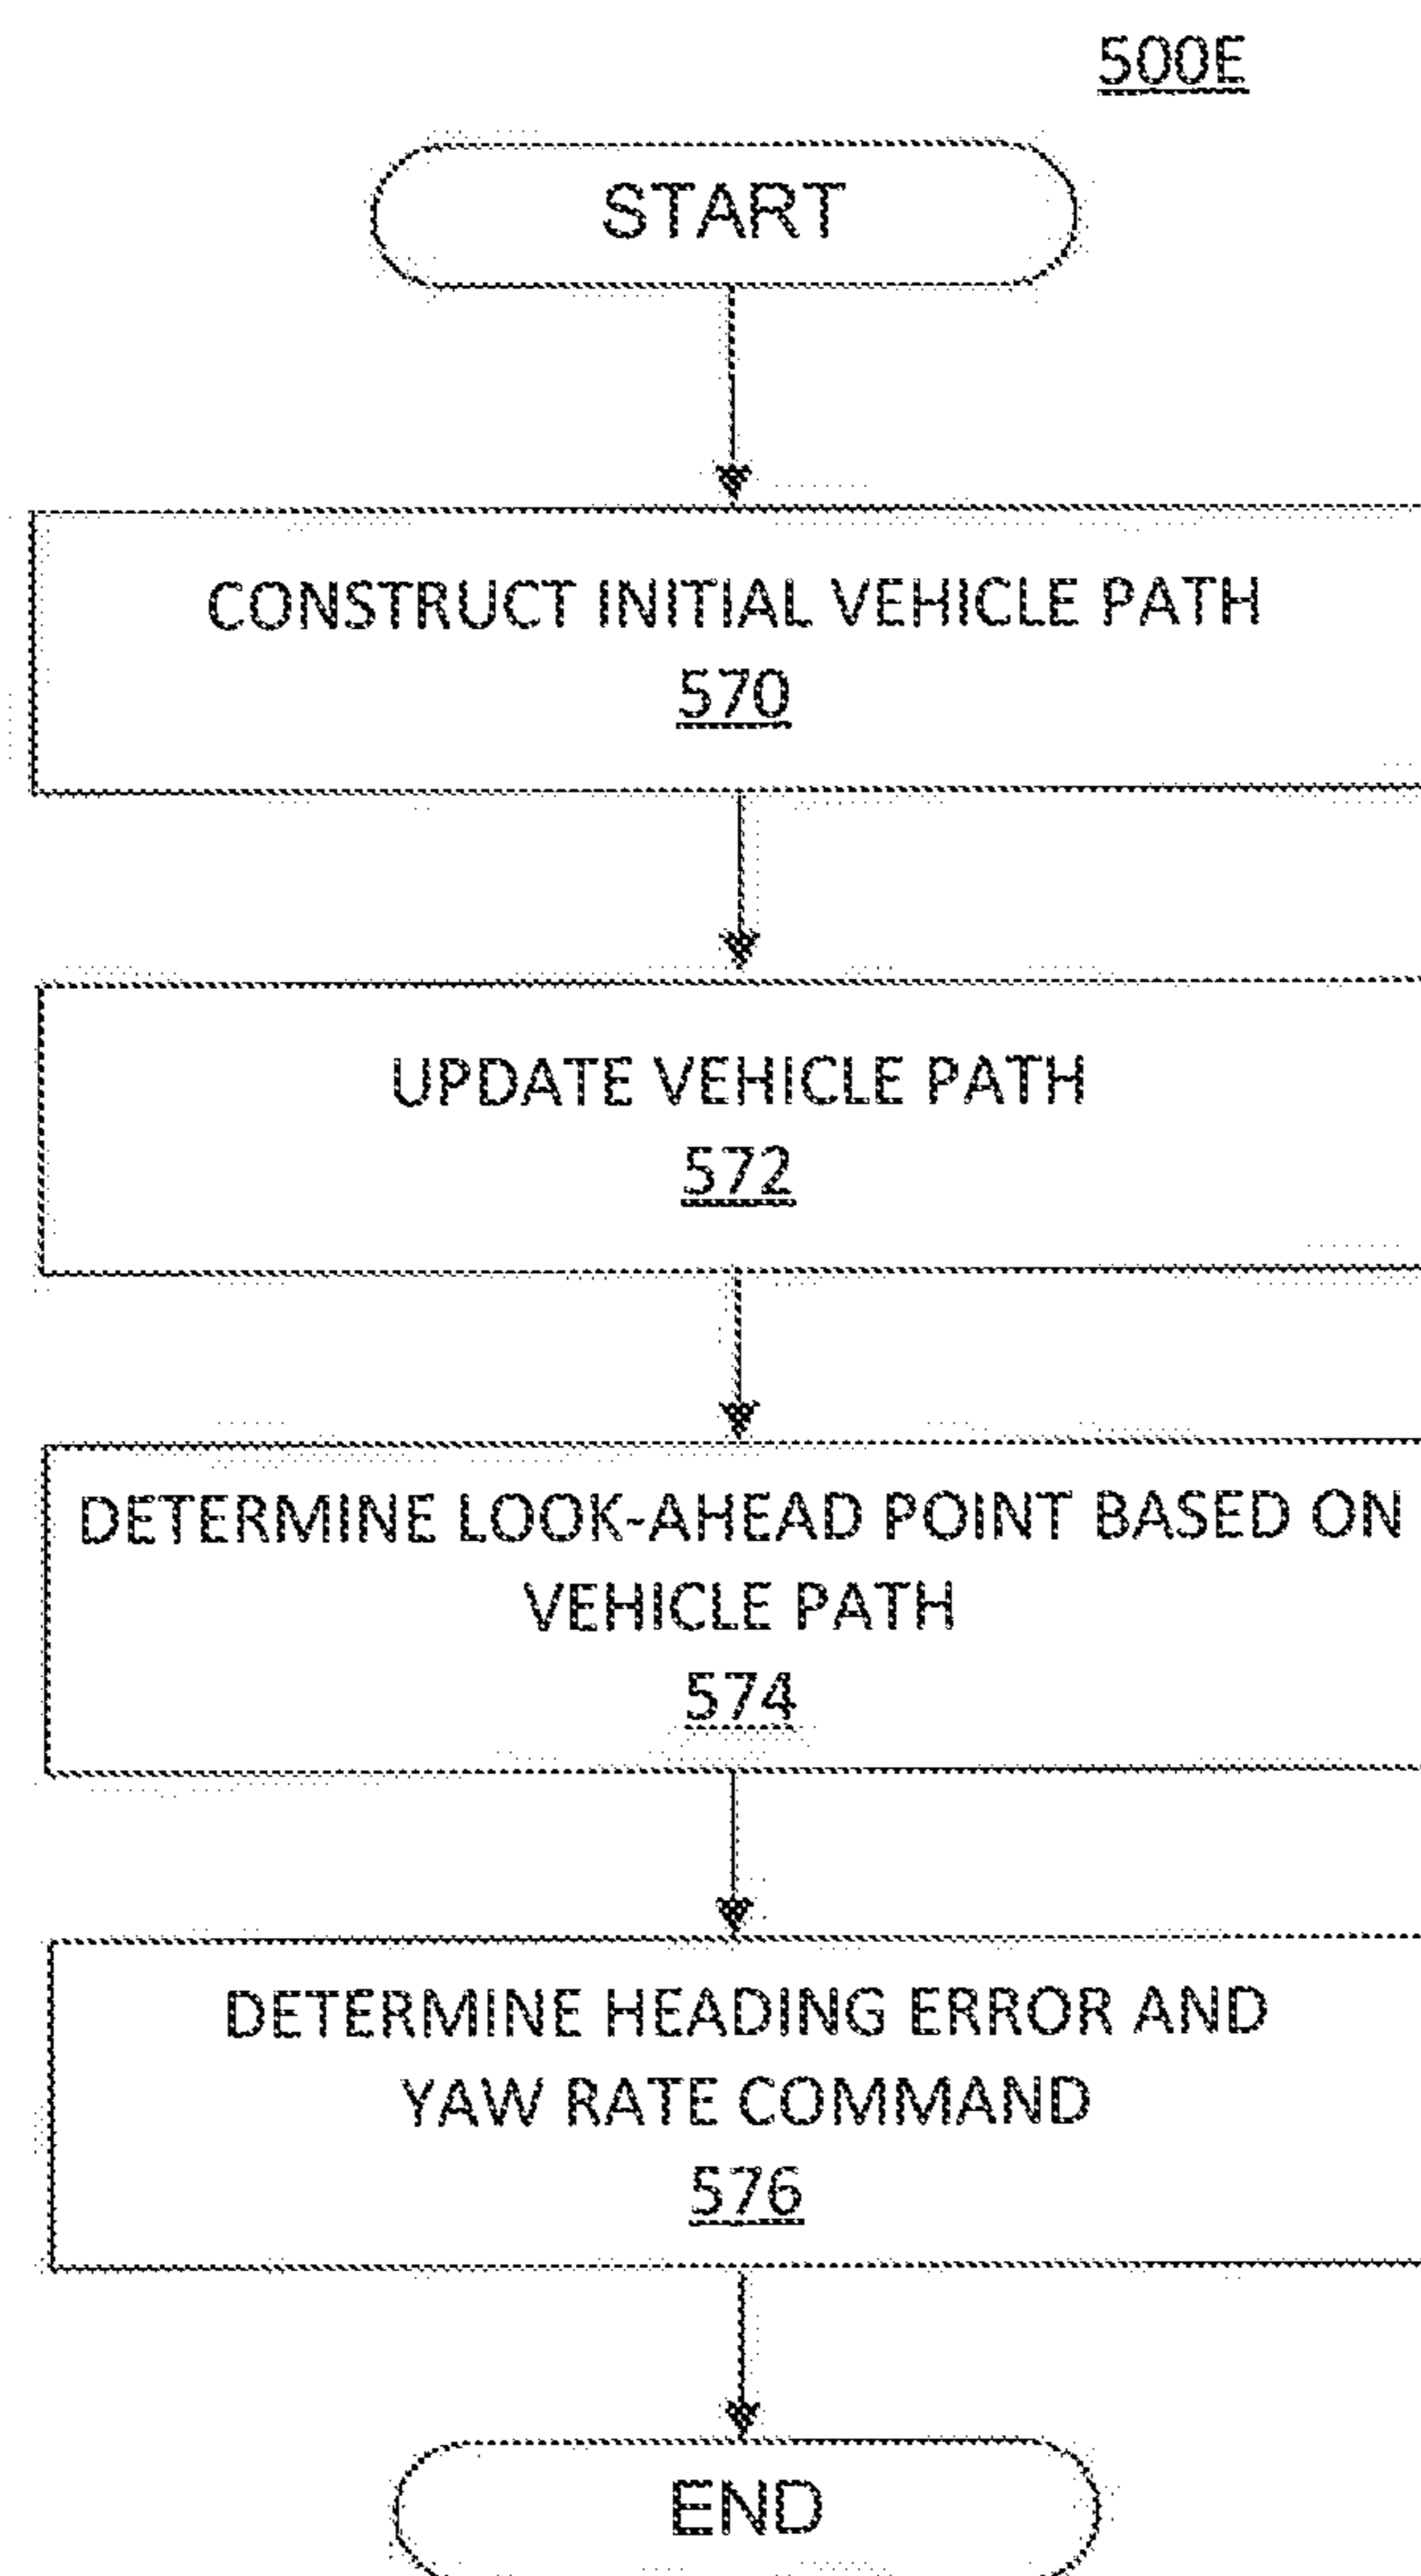 500E
START
CONSTRUCT INITIAL VEHICLE PATH
570
UPDATE VEHICLE PATH
572
DETERMINE LOOK-AHEAD POINT BASED ON
VEHICLE PATH
574
DETERMINE HEADING ERROR AND
YAW RATE COMMAND
576
END